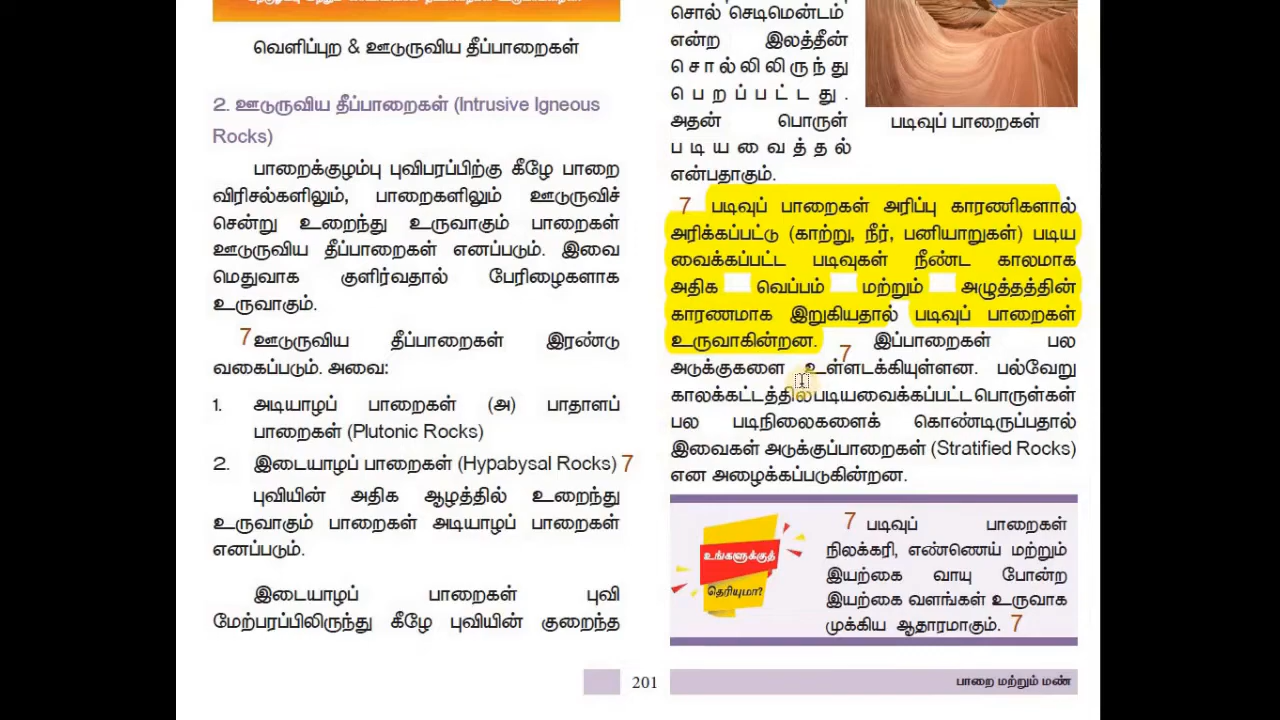 வெளிப்புற & ஊடுருவிய தீப்பாறைகள்
2. ஊடுருவிய தீப்பாறைகள் (Intrusive Igneous
Rocks)
பாறைக்குழம்பு புவிபரப்பிற்கு கீழே பாறை
விரிசல்களிலும், பாறைகளிலும் ஊடுருவிச்
சென்று உறைந்து உருவாகும் பாறைகள்
ஊடுருவிய தீப்பாறைகள் எனப்படும். இவை
மெதுவாக குளிர்வதால் பேரிழைகளாக
உருவாகும்.
7 ஊடுருவிய தீப்பாறைகள் இரண்டு
வகைப்படும். அவை:
1. அடியாழப் பாறைகள் (அ) பாதாளப்
பாறைகள் (Plutonic Rocks)
2. இடையாழப் பாறைகள் (Hypabysal Rocks) 7
புவியின் அதிக ஆழத்தில் உறைந்து
உருவாகும் பாறைகள் அடியாழப் பாறைகள்
எனப்படும்.
இடையாழப் பாறைகள் புவி
மேற்பரப்பிலிருந்து கீழே புவியின் குறைந்த
சொல் 'செடிமென்டம்'
என்ற இலத்தீன்
சொல்லிலிருந்து
பெறப்பட்டது.
அதன் பொருள்
படியவைத்தல்
என்பதாகும்.
படிவுப் பாறைகள்
7 படிவுப் பாறைகள் அரிப்பு காரணிகளால்
அரிக்கப்பட்டு (காற்று, நீர், பனியாறுகள்) படிய
வைக்கப்பட்ட படிவுகள் நீண்ட காலமாக
அதிக வெப்பம் மற்றும் அழுத்தத்தின்
காரணமாக இறுகியதால் படிவுப் பாறைகள்
உருவாகின்றன. 7 இப்பாறைகள் பல
அடுக்குகளை உள்ளடக்கியுள்ளன. பல்வேறு
காலக்கட்டத்தில் படியவைக்கப்பட்ட பொருள்கள்
பல படிநிலைகளைக் கொண்டிருப்பதால்
இவைகள் அடுக்குப்பாறைகள் (Stratified Rocks)
என அழைக்கப்படுகின்றன.
உங்களுக்குத்
தெரியுமா?
7 படிவுப் பாறைகள்
நிலக்கரி, எண்ணெய் மற்றும்
இயற்கை வாயு போன்ற
இயற்கை வளங்கள் உருவாக
முக்கிய ஆதாரமாகும். 7
201
பாறை மற்றும் மண்